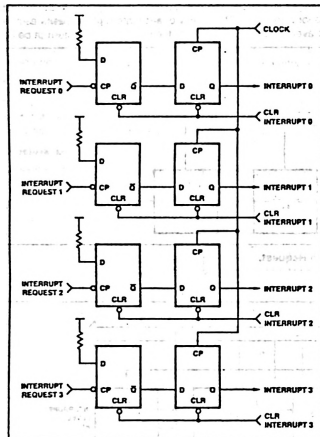 CLOCK
CP
D
INTERRUPT REQUEST 0
CP Q D Q
INTERRUPT 0
CLR CLR
CLR INTERRUPT 0
CP
D
INTERRUPT REQUEST 1
CP Q D Q
INTERRUPT 1
CLR CLR
CLR INTERRUPT 1
CP
D
INTERRUPT REQUEST 2
CP Q D Q
INTERRUPT 2
CLR CLR
CLR INTERRUPT 2
CP
D
INTERRUPT REQUEST 3
CP Q D Q
INTERRUPT 3
CLR CLR
CLR INTERRUPT 3